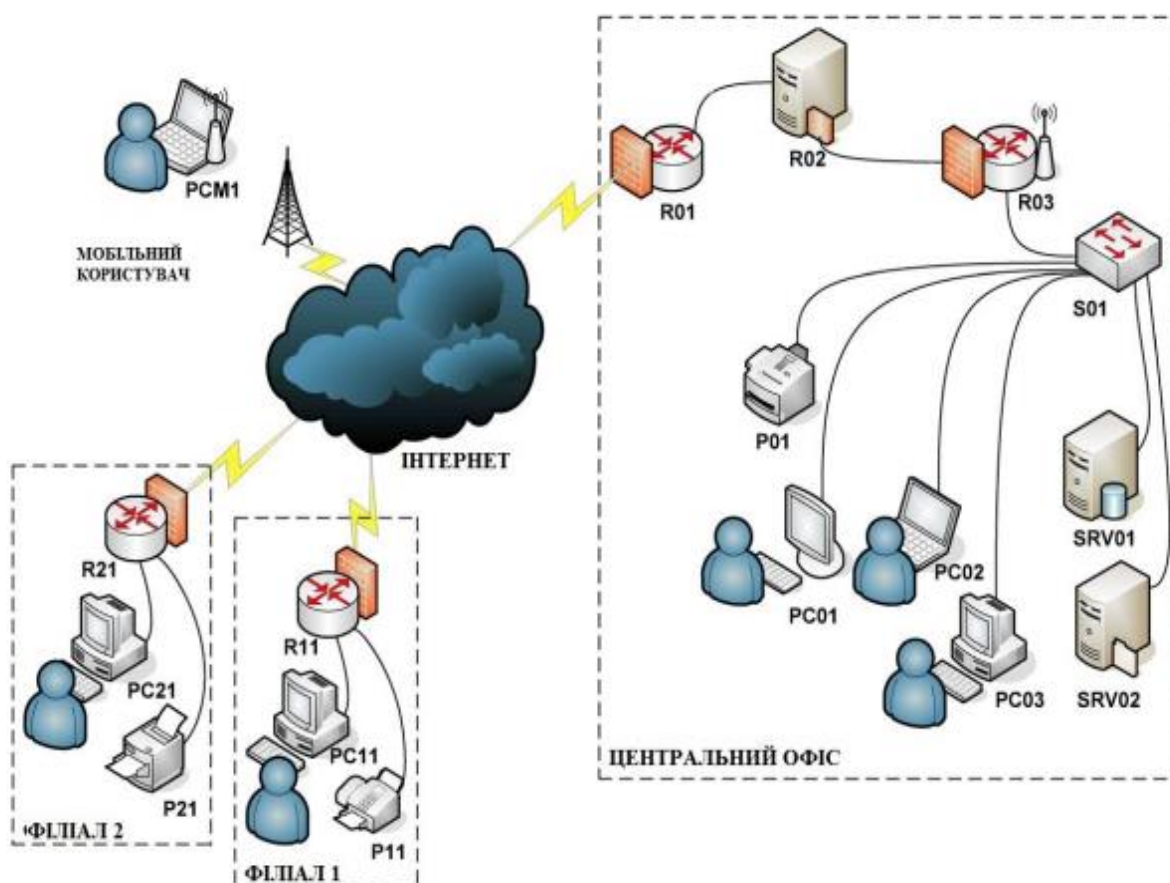 PCM1
МОБІЛЬНИЙ
КОРИСТУВАЧ
ІНТЕРНЕТ
R01
R02
R03
S01
P01
PC01
PC02
PC03
SRV01
SRV02
ЦЕНТРАЛЬНИЙ ОФІС
R21
PC21
P21
ФІЛІАЛ 2
R11
PC11
P11
ФІЛІАЛ 1